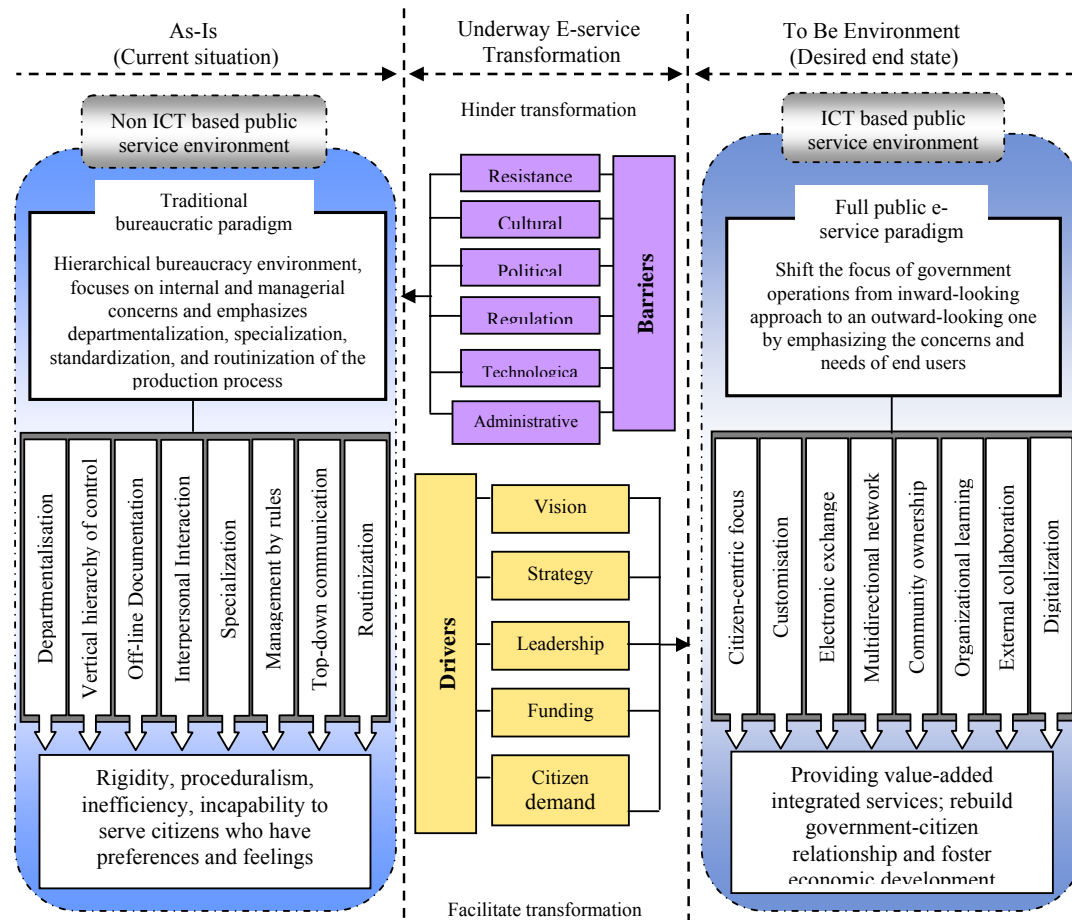 As-Is
(Current situation)
Underway E-service
Transformation
To Be Environment
(Desired end state)
Non ICT based public
service environment
Traditional
bureaucratic paradigm
Hierarchical bureaucracy environment,
focuses on internal and managerial
concerns and emphasizes
departmentalization, specialization,
standardization, and routinization of the
production process
Departmentalisation
Vertical hierarchy of control
Off-line Documentation
Interpersonal Interaction
Specialization
Management by rules
Top-down communication
Routinization
Rigidity, proceduralism,
inefficiency, incapability to
serve citizens who have
preferences and feelings
Hinder transformation
Resistance
Cultural
Political
Regulation
Technologica
Administrative
Barriers
Drivers
Vision
Strategy
Leadership
Funding
Citizen
demand
Facilitate transformation
ICT based public
service environment
Full public e-
service paradigm
Shift the focus of government
operations from inward-looking
approach to an outward-looking one
by emphasizing the concerns and
needs of end users
Citizen-centric focus
Customisation
Electronic exchange
Multidirectional network
Community ownership
Organizational learning
External collaboration
Digitalization
Providing value-added
integrated services; rebuild
government-citizen
relationship and foster
economic development